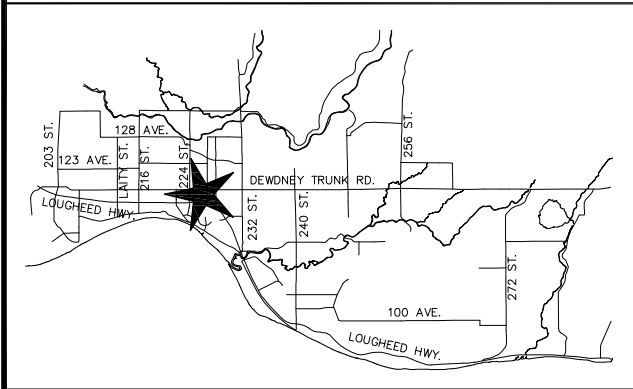 128 AVE.
123 AVE.
203 ST.
LAITY ST.
216 ST.
224 ST.
256 ST.
DEWDNEY TRUNK RD.
LOUGHEED HWY.
232 ST.
240 ST.
272 ST.
100 AVE.
LOUGHEED HWY.